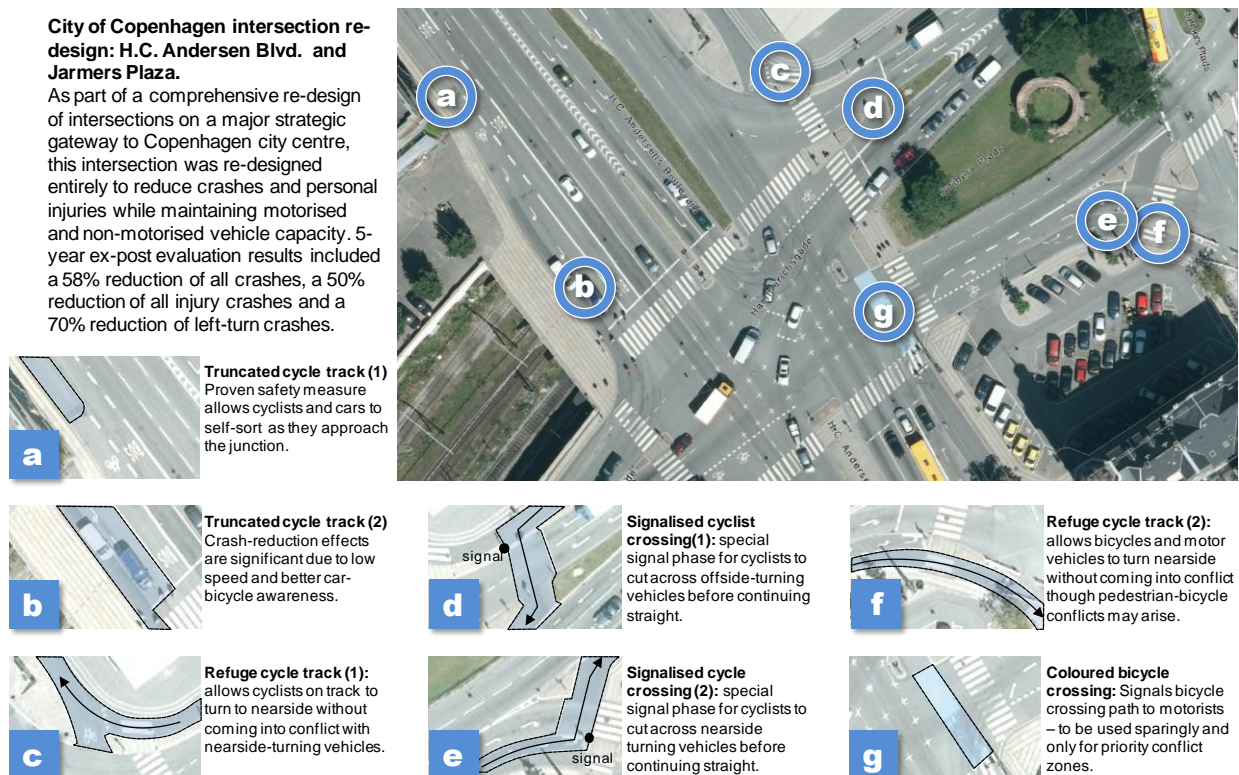 City of Copenhagen intersection re-
design: H.C. Andersen Blvd. and
Jarmers Plaza.
As part of a comprehensive re-design
of intersections on a major strategic
gateway to Copenhagen city centre,
this intersection was re-designed
entirely to reduce crashes and personal
injuries while maintaining motorised
and non-motorised vehicle capacity. 5-
year ex-post evaluation results included
a 58% reduction of all crashes, a 50%
reduction of all injury crashes and a
70% reduction of left-turn crashes.
a
b
c
d
e
f
g
H.C. Andersens Boulevard
Jarmers Plads
Jarmers Plads
Hammerichsgade
H.C. Anderse
de
a
Truncated cycle track (1)
Proven safety measure
allows cyclists and cars to
self-sort as they approach
the junction.
b
Truncated cycle track (2)
Crash-reduction effects
are significant due to low
speed and better car-
bicycle awareness.
c
Refuge cycle track (1):
allows cyclists on track to
turn to nearside without
coming into conflict with
nearside-turning vehicles.
signal
d
Signalised cyclist
crossing(1): special
signal phase for cyclists to
cut across offside-turning
vehicles before continuing
straight.
signal
e
Signalised cycle
crossing (2): special
signal phase for cyclists to
cut across nearside
turning vehicles before
continuing straight.
f
Refuge cycle track (2):
allows bicycles and motor
vehicles to turn nearside
without coming into conflict
though pedestrian-bicycle
conflicts may arise.
g
Coloured bicycle
crossing: Signals bicycle
crossing path to motorists
– to be used sparingly and
only for priority conflict
zones.